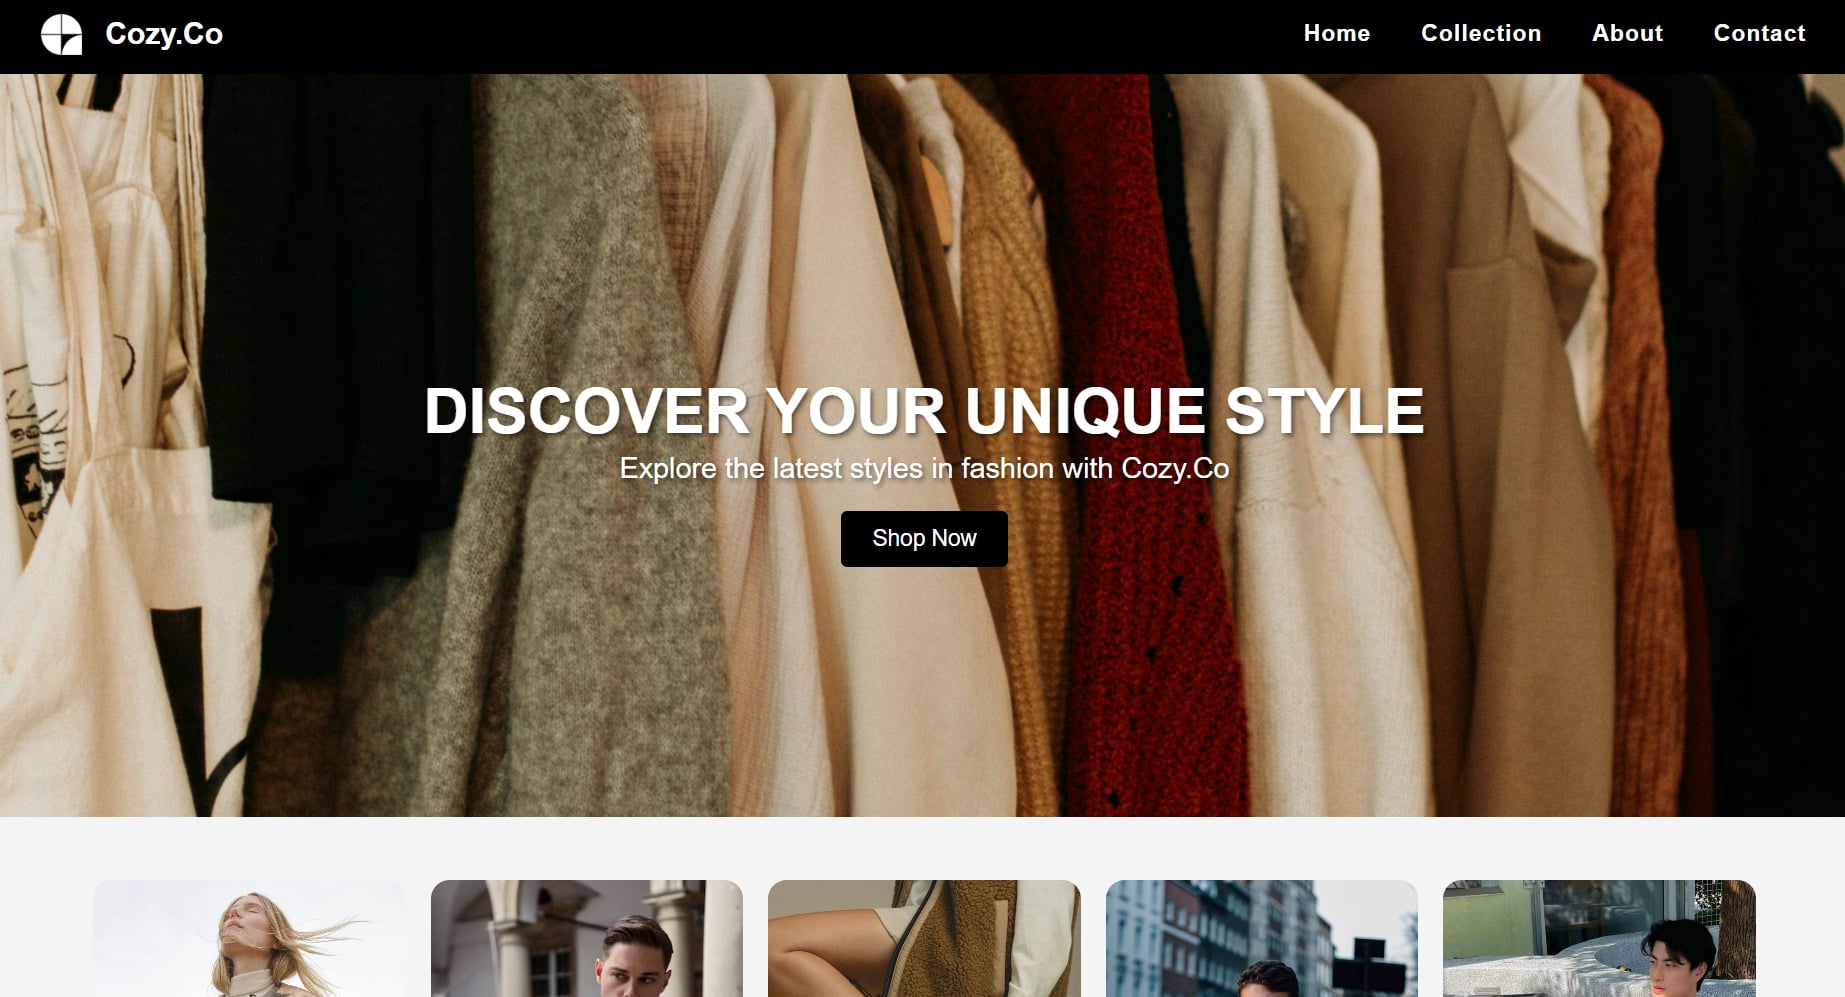 Cozy.Co
Home Collection About Contact
DISCOVER YOUR UNIQUE STYLE
Explore the latest styles in fashion with Cozy.Co
Shop Now